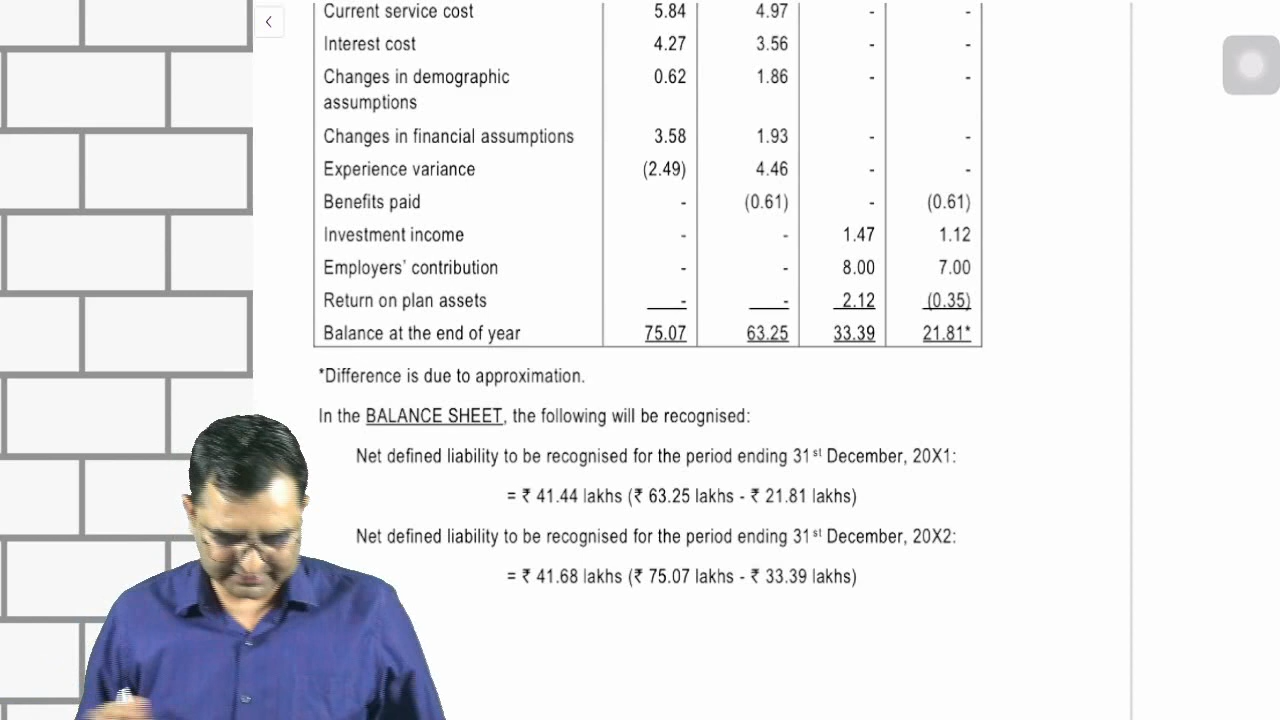 Current service cost 5.84 4.97 - -
Interest cost 4.27 3.56 - -
Changes in demographic assumptions 0.62 1.86 - -
Changes in financial assumptions 3.58 1.93 - -
Experience variance (2.49) 4.46 - -
Benefits paid - (0.61) - (0.61)
Investment income - - 1.47 1.12
Employers' contribution - - 8.00 7.00
Return on plan assets - - 2.12 (0.35)
Balance at the end of year 75.07 63.25 33.39 21.81*
*Difference is due to approximation.
In the BALANCE SHEET, the following will be recognised:
Net defined liability to be recognised for the period ending 31st December, 20X1:
= ₹ 41.44 lakhs (₹ 63.25 lakhs - ₹ 21.81 lakhs)
Net defined liability to be recognised for the period ending 31st December, 20X2:
= ₹ 41.68 lakhs (₹ 75.07 lakhs - ₹ 33.39 lakhs)